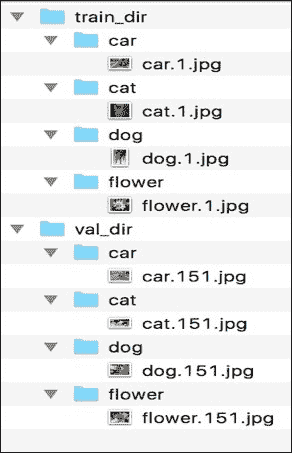 train_dir
car
car.1.jpg
cat
cat.1.jpg
dog
dog.1.jpg
flower
flower.1.jpg
val_dir
car
car.151.jpg
cat
cat.151.jpg
dog
dog.151.jpg
flower
flower.151.jpg